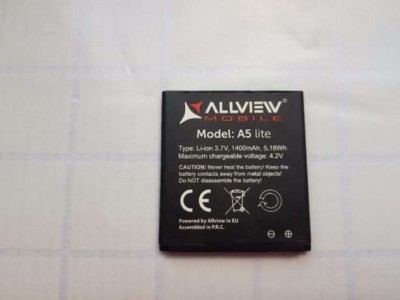 ALLVIEW
MOBILE
Model: A5 lite
Type: Li-ion 3.7V, 1400mAh, 5.18Wh
Maximum chargeable voltage: 4.2V
CAUTION! Never heat the battery! Keep the
battery contacts away from metal objects!
Do NOT disassemble the battery!
Powered by Allview in EU
Assembled in P.R.C.
CE